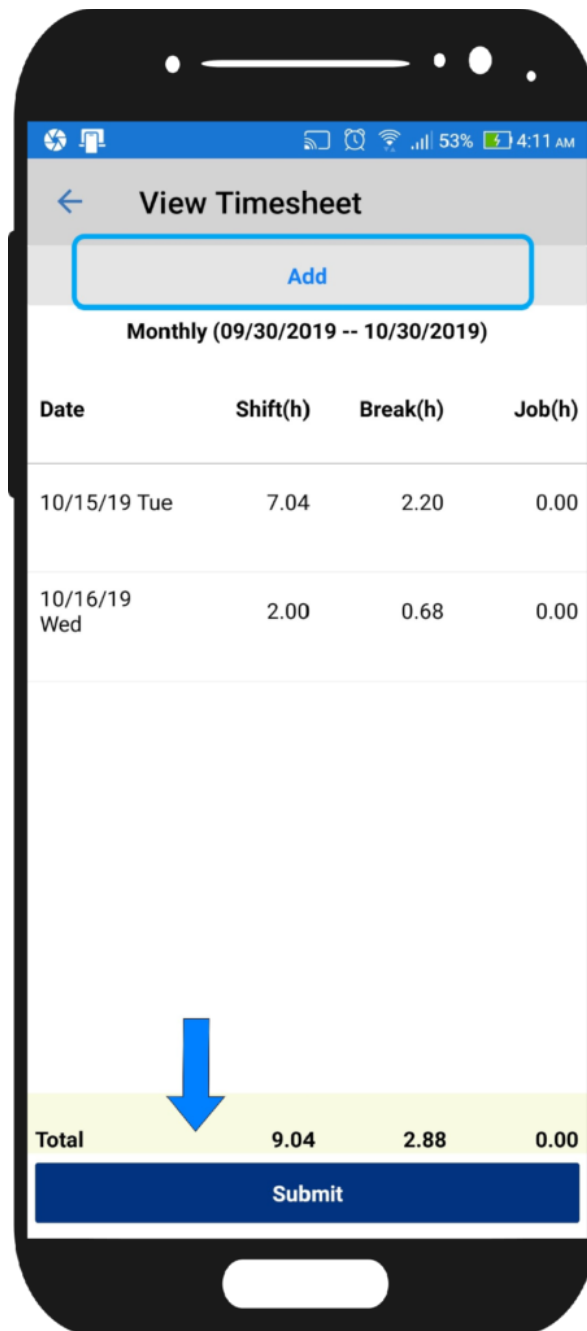 53% 4:11 AM
View Timesheet
Add
Monthly (09/30/2019 -- 10/30/2019)
Date Shift(h) Break(h) Job(h)
10/15/19 Tue 7.04 2.20 0.00
10/16/19
Wed 2.00 0.68 0.00
Total 9.04 2.88 0.00
Submit